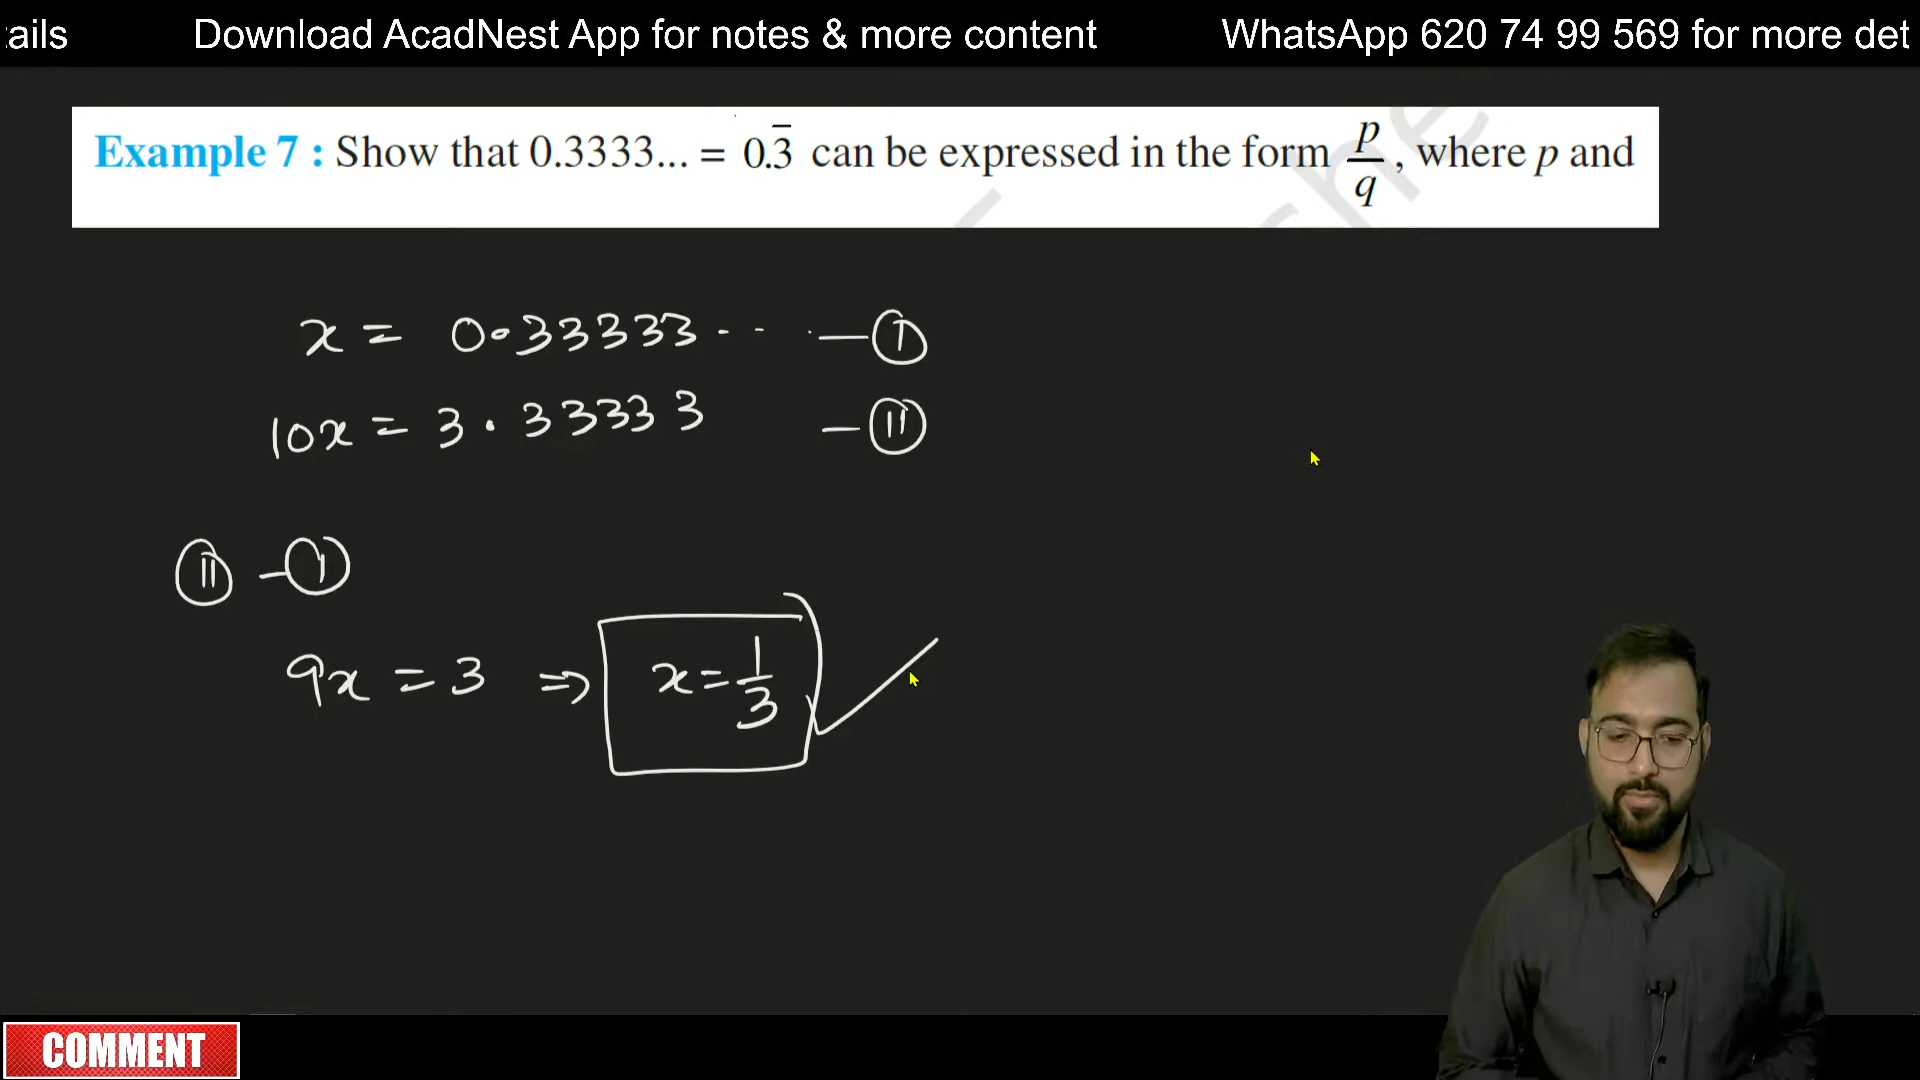 ails Download AcadNest App for notes & more content WhatsApp 620 74 99 569 for more det
Example 7 : Show that 0.3333... = 0.3̅ can be expressed in the form p/q , where p and
x = 0.33333.. . — Ⓘ
10x = 3.33333 — Ⓘⓘ
Ⓘⓘ - Ⓘ
9x = 3 ⇒ x = 1/3
COMMENT